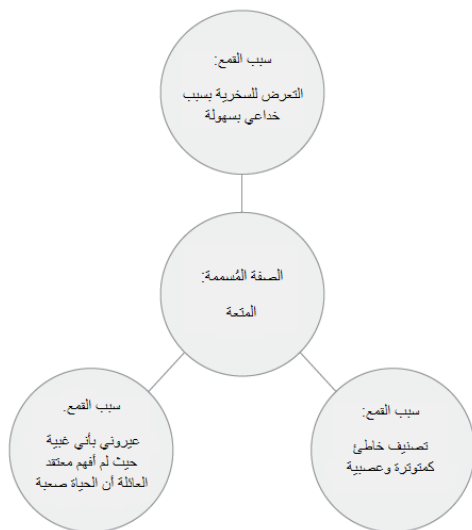 سبب القمع:
التعرض للسخرية بسبب
خداعي بسهولة
الصفة المُسممة:
المتعة
سبب القمع:
تصنيف خاطئ
كمتوترة وعصبية
سبب القمع.
عيروني بأني غبية
حيث لم أفهم معتقد
العائلة أن الحياة صعبة